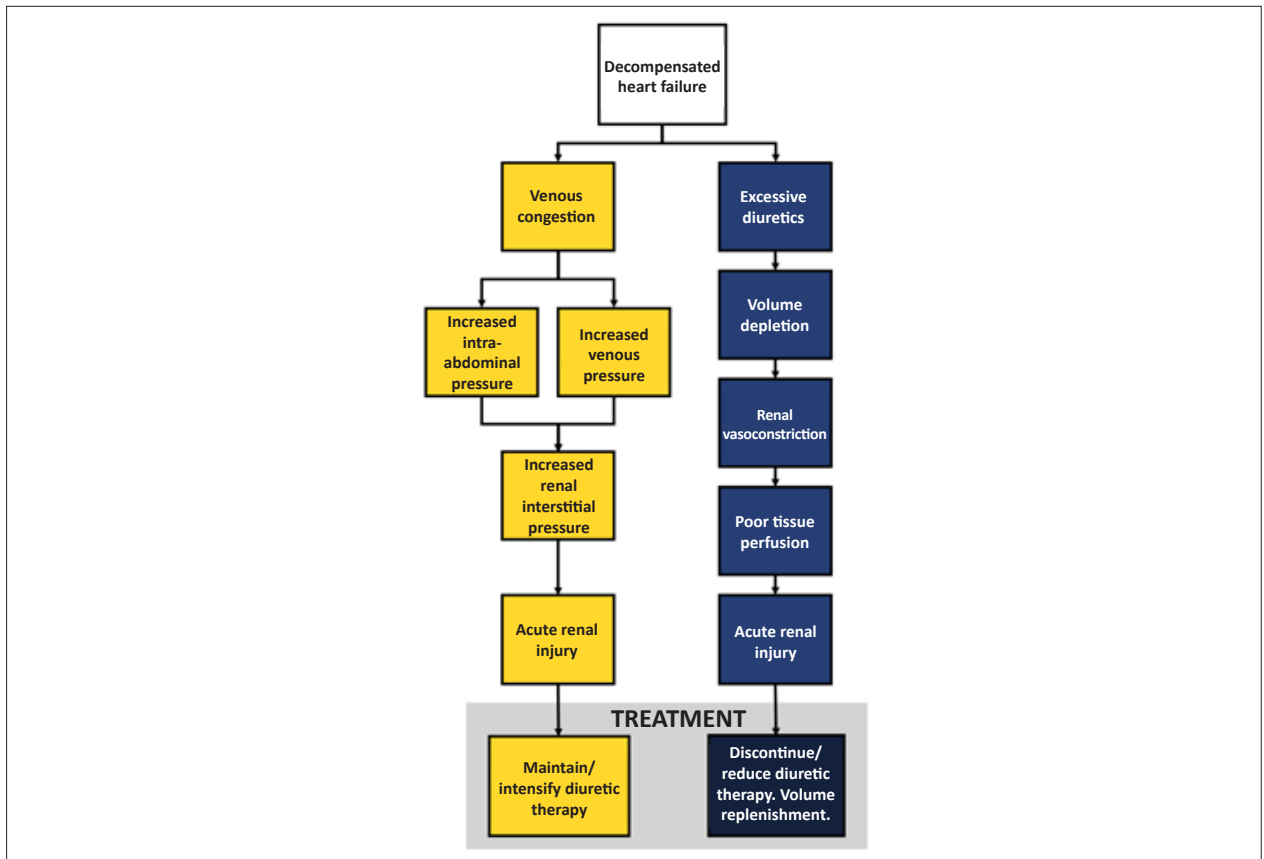 Decompensated
heart failure
Venous
congestion
Increased
intra-
abdominal
pressure
Increased
venous
pressure
Increased
renal
interstitial
pressure
Acute renal
injury
Excessive
diuretics
Volume
depletion
Renal
vasoconstriction
Poor tissue
perfusion
Acute renal
injury
TREATMENT
Maintain/
intensify diuretic
therapy
Discontinue/
reduce diuretic
therapy. Volume
replenishment.